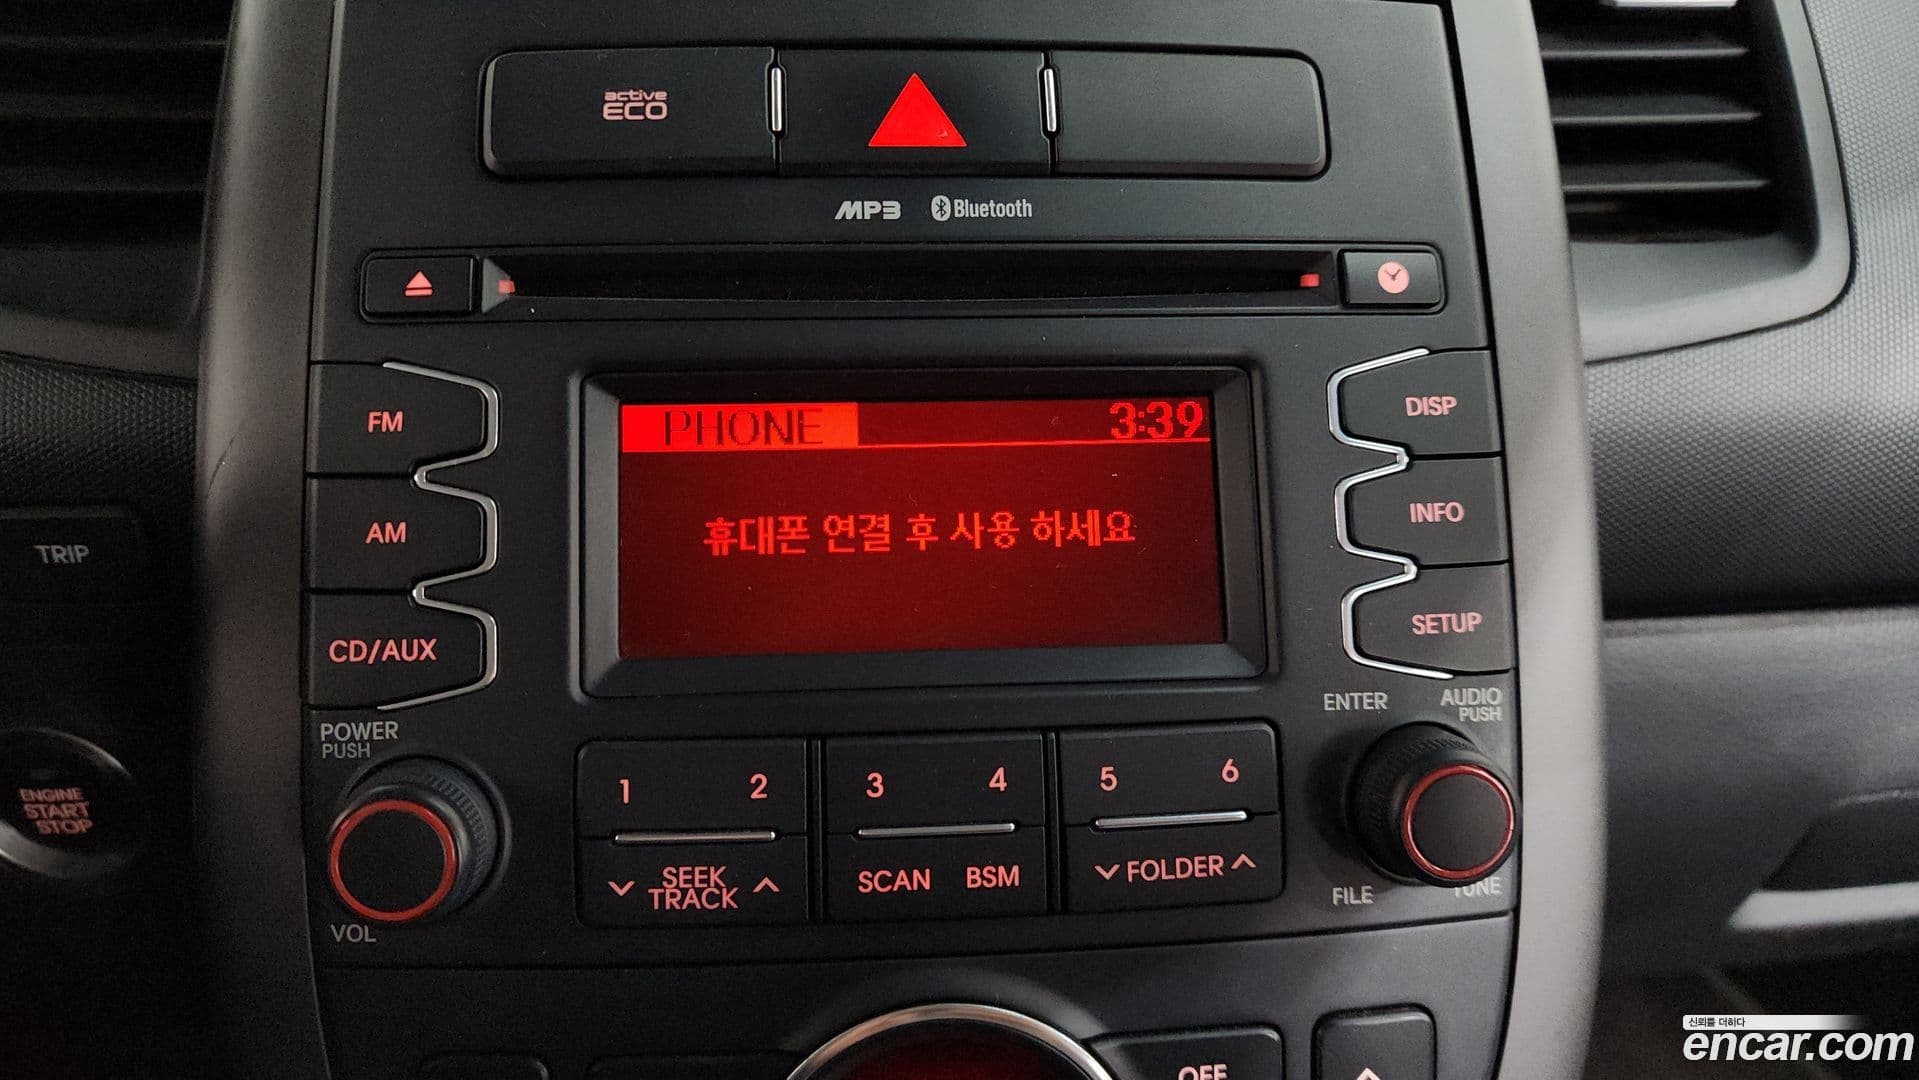 active
ECO
MP3 Bluetooth
FM
AM
CD/AUX
PHONE 3:39
휴대폰 연결 후 사용 하세요
DISP
INFO
SETUP
TRIP
ENGINE
START
STOP
POWER
PUSH
VOL
1 2
SEEK
TRACK
3 4
SCAN BSM
5 6
FOLDER
ENTER
AUDIO
PUSH
FILE
TUNE
OFF
신뢰를 더하다
encar.com